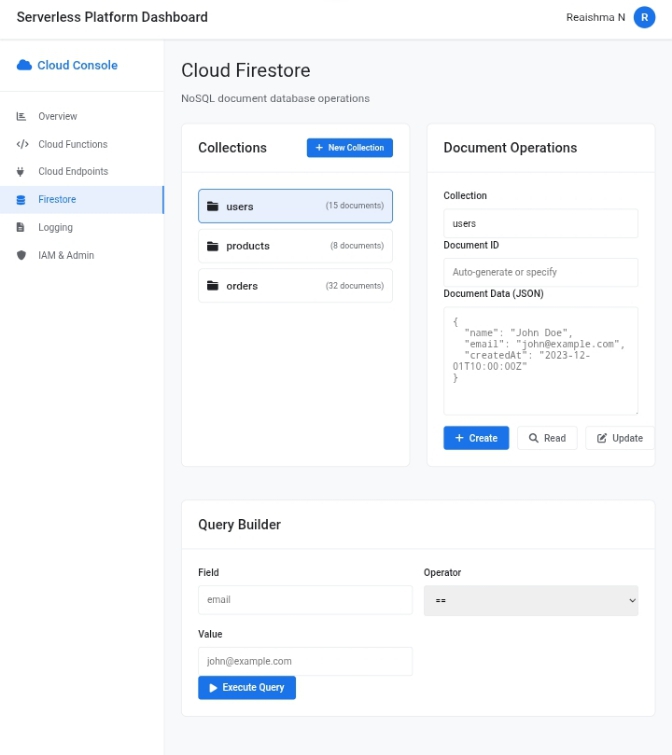 Serverless Platform Dashboard
Reaishma N
R
Cloud Console
Overview
Cloud Functions
Cloud Endpoints
Firestore
Logging
IAM & Admin
Cloud Firestore
NoSQL document database operations
Collections
+ New Collection
users (15 documents)
products (8 documents)
orders (32 documents)
Document Operations
Collection
users
Document ID
Auto-generate or specify
Document Data (JSON)
{
"name": "John Doe",
"email": "john@example.com",
"createdAt": "2023-12-
01T10:00:00Z"
}
+ Create
Read
Update
Query Builder
Field
email
Operator
==
Value
john@example.com
Execute Query